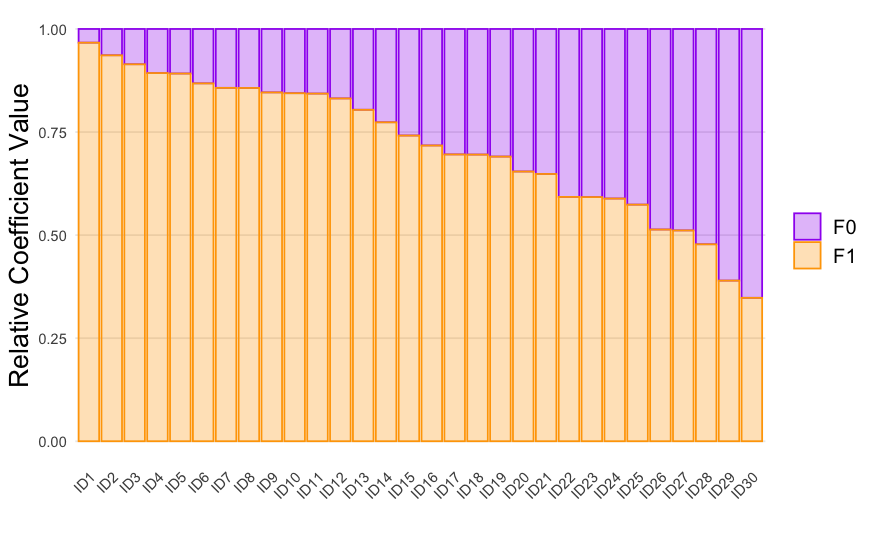 Relative Coefficient Value
1.00
0.75
0.50
0.25
0.00
ID1 ID2 ID3 ID4 ID5 ID6 ID7 ID8 ID9 ID10 ID11 ID12 ID13 ID14 ID15 ID16 ID17 ID18 ID19 ID20 ID21 ID22 ID23 ID24 ID25 ID26 ID27 ID28 ID29 ID30
F0
F1